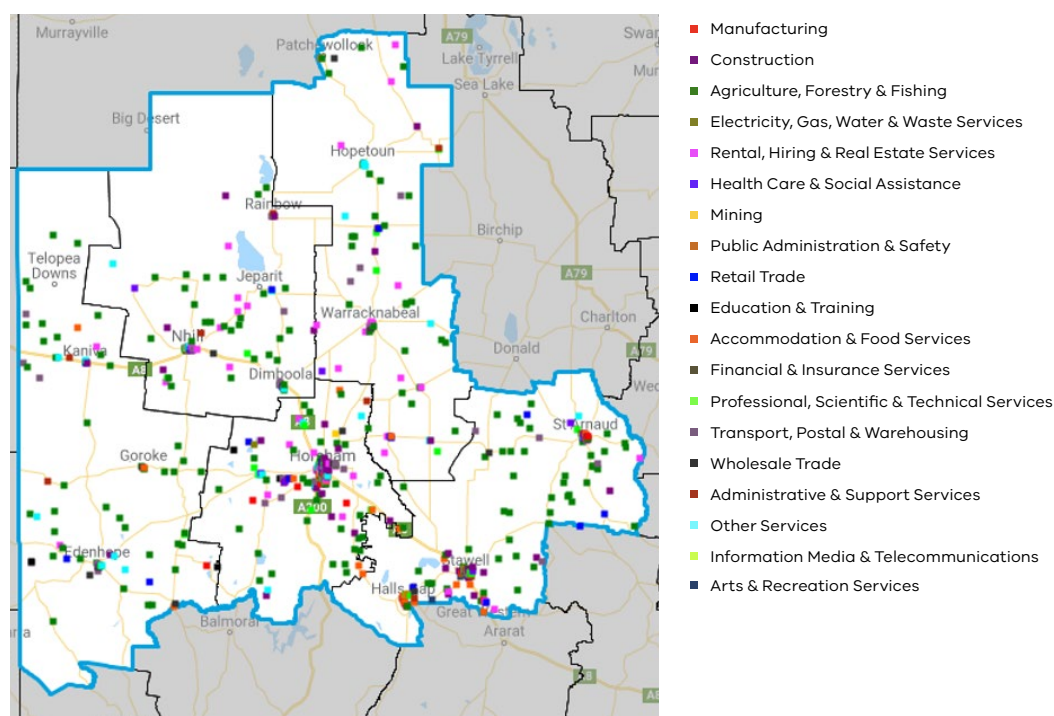 Murrayville
Patchewollock
A79
Lake Tyrrell
Sea Lake
Big Desert
Hopetoun
Rainbow
Birchip
Telopea
Downs
Jeparit
A79
Warracknabeal
Charlton
Nhill
Kaniva
Donald
A79
A8
Dimboola
St Arnaud
Goroke
Horsham
A200
Edenhope
Stawell
Halls Gap
Great Western
Balmoral
Ararat
Manufacturing
Construction
Agriculture, Forestry & Fishing
Electricity, Gas, Water & Waste Services
Rental, Hiring & Real Estate Services
Health Care & Social Assistance
Mining
Public Administration & Safety
Retail Trade
Education & Training
Accommodation & Food Services
Financial & Insurance Services
Professional, Scientific & Technical Services
Transport, Postal & Warehousing
Wholesale Trade
Administrative & Support Services
Other Services
Information Media & Telecommunications
Arts & Recreation Services